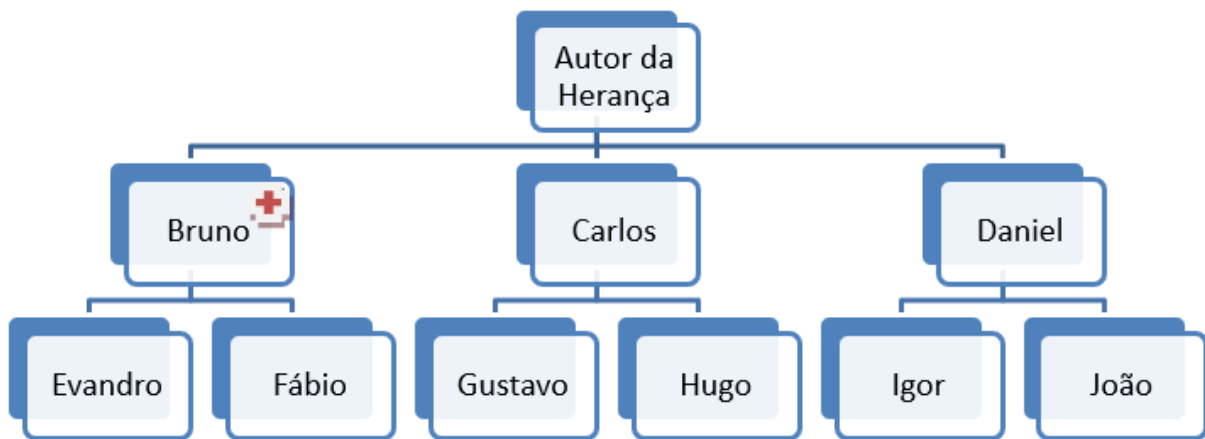 Autor da
Herança
Bruno
Carlos
Daniel
Evandro
Fábio
Gustavo
Hugo
Igor
João